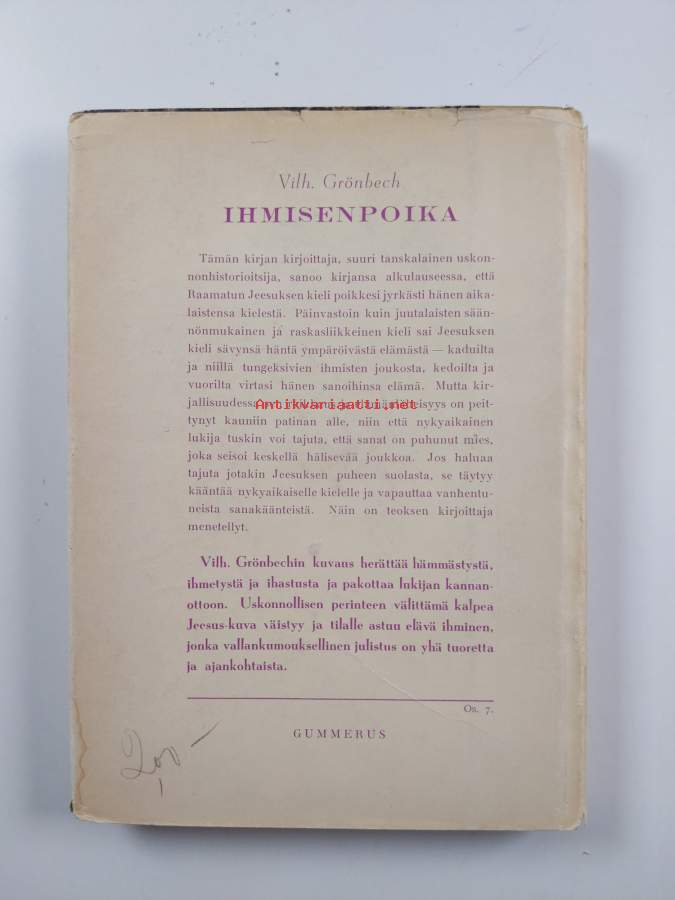 Vilh. Grönbech
IHMISENPOIKA
Tämän kirjan kirjoittaja, suuri tanskalainen uskon-
nonhistorioitsija, sanoo kirjansa alkulauseessa, että
Raamatun Jeesuksen kieli poikkesi jyrkästi hänen aika-
laistensa kielestä. Päinvastoin kuin juutalaisten sään-
nönmukainen ja raskasliikkeinen kieli sai Jeesuksen
kieli sävynsä häntä ympäröivästä elämästä — kaduilta
ja niillä tungeksivien ihmisten joukosta, kedoilta ja
vuorilta virtasi hänen sanoihinsa elämä. Mutta kir-
jallisuudessa on peit-
Antikvariaatti.net
tynyt kauniin patinan alle, niin että nykyaikainen
lukija tuskin voi tajuta, että sanat on puhunut mies,
joka seisoi keskellä hälisevää joukkoa. Jos haluaa
tajuta jotakin Jeesuksen puheen suolasta, se täytyy
kääntää nykyaikaiselle kielelle ja vapauttaa vanhentu-
neista sanakäänteistä. Näin on teoksen kirjoittaja
menetellyt.
Vilh. Grönbechin kuvaus herättää hämmästystä,
ihmetystä ja ihastusta ja pakottaa lukijan kannan-
ottoon. Uskonnollisen perinteen välittämä kalpea
Jeesus-kuva väistyy ja tilalle astuu elävä ihminen,
jonka vallankumouksellinen julistus on yhä tuoretta
ja ajankohtaista.
On. 7.
GUMMERUS